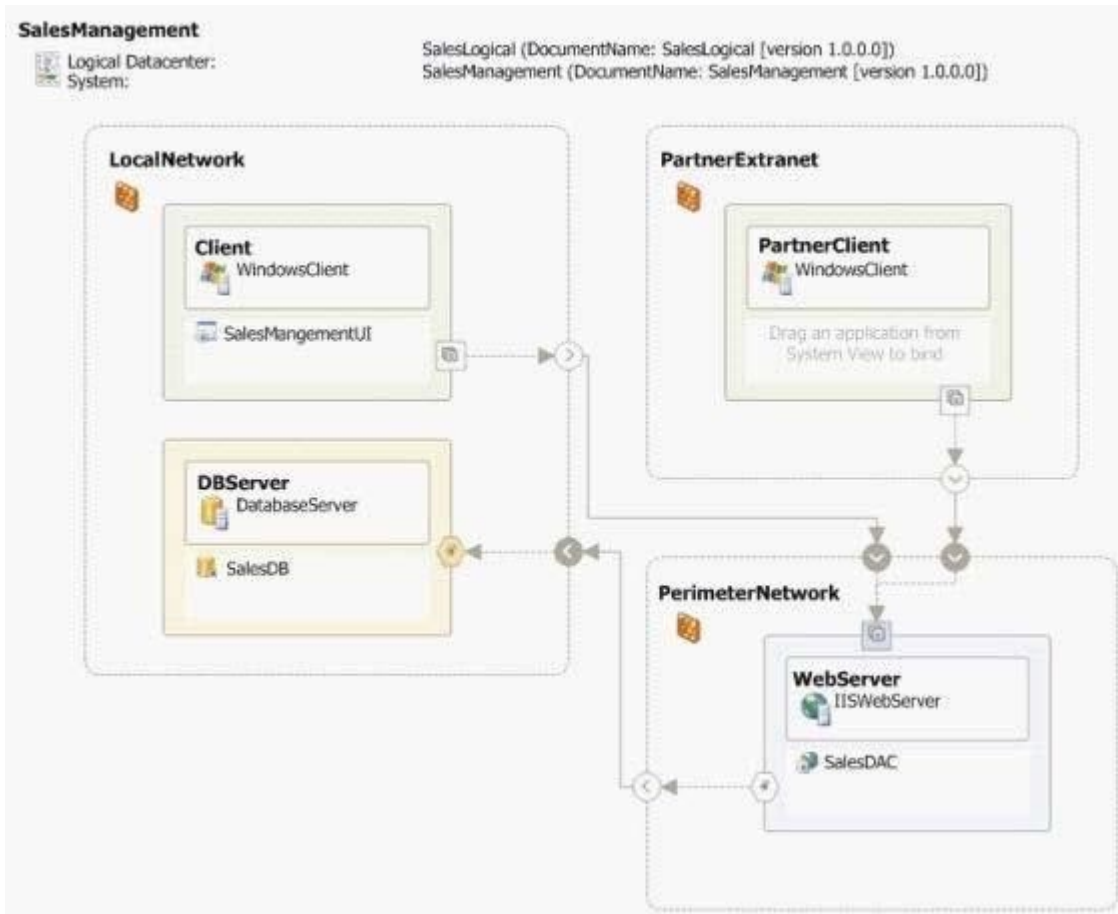 SalesManagement
Logical Datacenter:
System:
SalesLogical (DocumentName: SalesLogical [version 1.0.0.0])
SalesManagement (DocumentName: SalesManagement [version 1.0.0.0])
LocalNetwork
Client
WindowsClient
SalesMangementUI
DBServer
DatabaseServer
SalesDB
PartnerExtranet
PartnerClient
WindowsClient
Drag an application from
System View to bind
PerimeterNetwork
WebServer
IISWebServer
SalesDAC